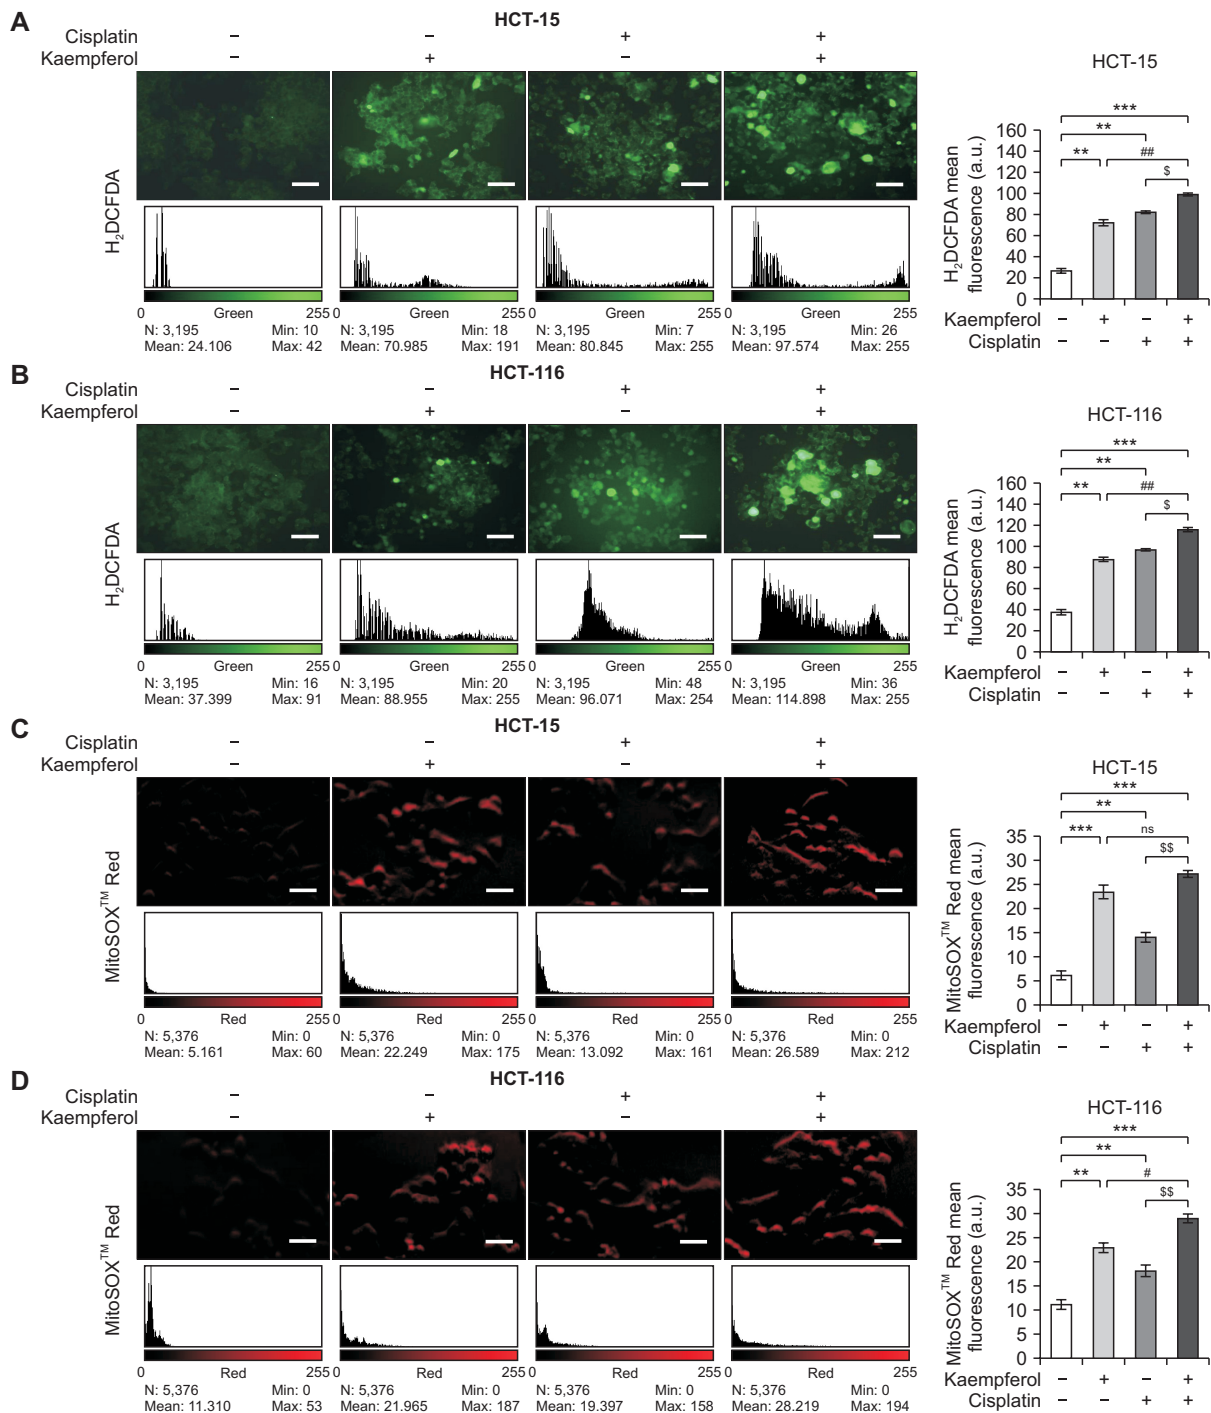 A
HCT-15
Cisplatin − − + +
Kaempferol − + − +
H2DCFDA
0 Green 255
N: 3,195 Min: 10
Mean: 24.106 Max: 42
0 Green 255
N: 3,195 Min: 18
Mean: 70.985 Max: 191
0 Green 255
N: 3,195 Min: 7
Mean: 80.845 Max: 255
0 Green 255
N: 3,195 Min: 26
Mean: 97.574 Max: 255
HCT-15
***
**
** ##
$
H2DCFDA mean
fluorescence (a.u.)
160
140
120
100
80
60
40
20
0
Kaempferol − + − +
Cisplatin − − + +
B
HCT-116
Cisplatin − − + +
Kaempferol − + − +
H2DCFDA
0 Green 255
N: 3,195 Min: 16
Mean: 37.399 Max: 91
0 Green 255
N: 3,195 Min: 20
Mean: 88.955 Max: 255
0 Green 255
N: 3,195 Min: 48
Mean: 96.071 Max: 254
0 Green 255
N: 3,195 Min: 36
Mean: 114.898 Max: 255
HCT-116
***
**
** ##
$
H2DCFDA mean
fluorescence (a.u.)
160
140
120
100
80
60
40
20
0
Kaempferol − + − +
Cisplatin − − + +
C
HCT-15
Cisplatin − − + +
Kaempferol − + − +
MitoSOX™ Red
0 Red 255
N: 5,376 Min: 0
Mean: 5.161 Max: 60
0 Red 255
N: 5,376 Min: 0
Mean: 22.249 Max: 175
0 Red 255
N: 5,376 Min: 0
Mean: 13.092 Max: 161
0 Red 255
N: 5,376 Min: 0
Mean: 26.589 Max: 212
HCT-15
***
**
*** ns
$$
MitoSOX™ Red mean
fluorescence (a.u.)
35
30
25
20
15
10
5
0
Kaempferol − + − +
Cisplatin − − + +
D
HCT-116
Cisplatin − − + +
Kaempferol − + − +
MitoSOX™ Red
0 Red 255
N: 5,376 Min: 0
Mean: 11.310 Max: 53
0 Red 255
N: 5,376 Min: 0
Mean: 21.965 Max: 187
0 Red 255
N: 5,376 Min: 0
Mean: 19.397 Max: 158
0 Red 255
N: 5,376 Min: 0
Mean: 28.219 Max: 194
HCT-116
***
**
** #
$$
MitoSOX™ Red mean
fluorescence (a.u.)
35
30
25
20
15
10
5
0
Kaempferol − + − +
Cisplatin − − + +